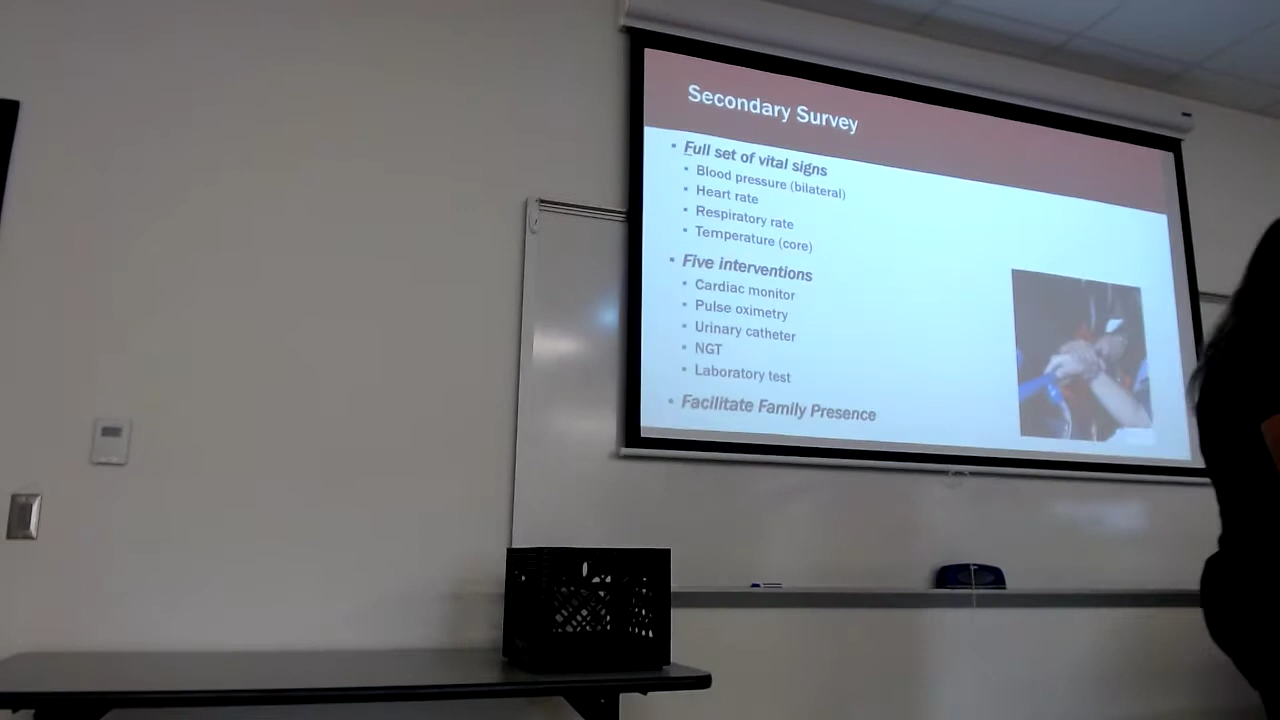 Secondary Survey
▪ Full set of vital signs
▪ Blood pressure (bilateral)
▪ Heart rate
▪ Respiratory rate
▪ Temperature (core)
▪ Five interventions
▪ Cardiac monitor
▪ Pulse oximetry
▪ Urinary catheter
▪ NGT
▪ Laboratory test
▪ Facilitate Family Presence